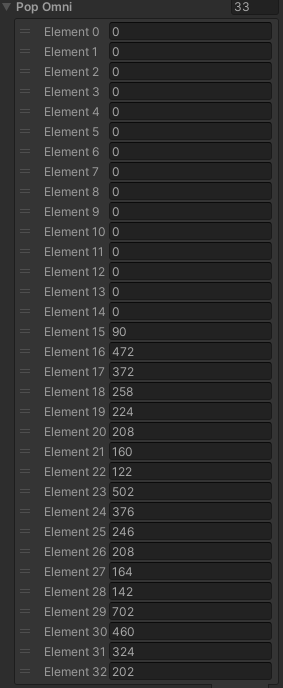 Pop Omni 33
Element 0 0
Element 1 0
Element 2 0
Element 3 0
Element 4 0
Element 5 0
Element 6 0
Element 7 0
Element 8 0
Element 9 0
Element 10 0
Element 11 0
Element 12 0
Element 13 0
Element 14 0
Element 15 90
Element 16 472
Element 17 372
Element 18 258
Element 19 224
Element 20 208
Element 21 160
Element 22 122
Element 23 502
Element 24 376
Element 25 246
Element 26 208
Element 27 164
Element 28 142
Element 29 702
Element 30 460
Element 31 324
Element 32 202